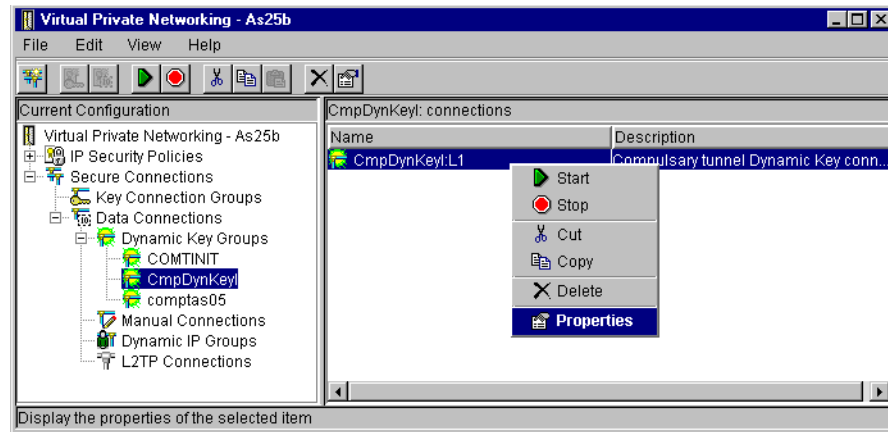 Virtual Private Networking - As25b
File Edit View Help
Current Configuration
CmpDynKeyI: connections
Virtual Private Networking - As25b
IP Security Policies
Secure Connections
Key Connection Groups
Data Connections
Dynamic Key Groups
COMTINIT
CmpDynKeyI
comptas05
Manual Connections
Dynamic IP Groups
L2TP Connections
Name Description
CmpDynKeyI:L1 Compulsary tunnel Dynamic Key conn...
Start
Stop
Cut
Copy
Delete
Properties
Display the properties of the selected item